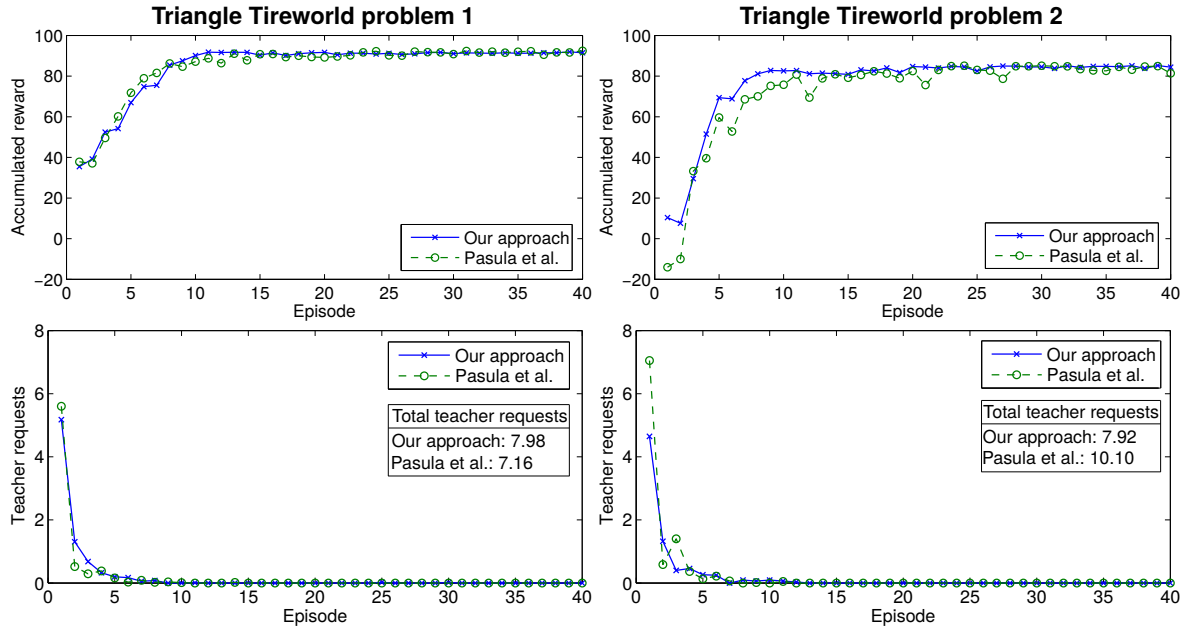 Triangle Tireworld problem 1
Accumulated reward
100
80
60
40
20
0
−20
0 5 10 15 20 25 30 35 40
Episode
Our approach
Pasula et al.
Triangle Tireworld problem 2
Accumulated reward
100
80
60
40
20
0
−20
0 5 10 15 20 25 30 35 40
Episode
Our approach
Pasula et al.
Teacher requests
8
6
4
2
0
0 5 10 15 20 25 30 35 40
Episode
Our approach
Pasula et al.
Total teacher requests
Our approach: 7.98
Pasula et al.: 7.16
Teacher requests
8
6
4
2
0
0 5 10 15 20 25 30 35 40
Episode
Our approach
Pasula et al.
Total teacher requests
Our approach: 7.92
Pasula et al.: 10.10